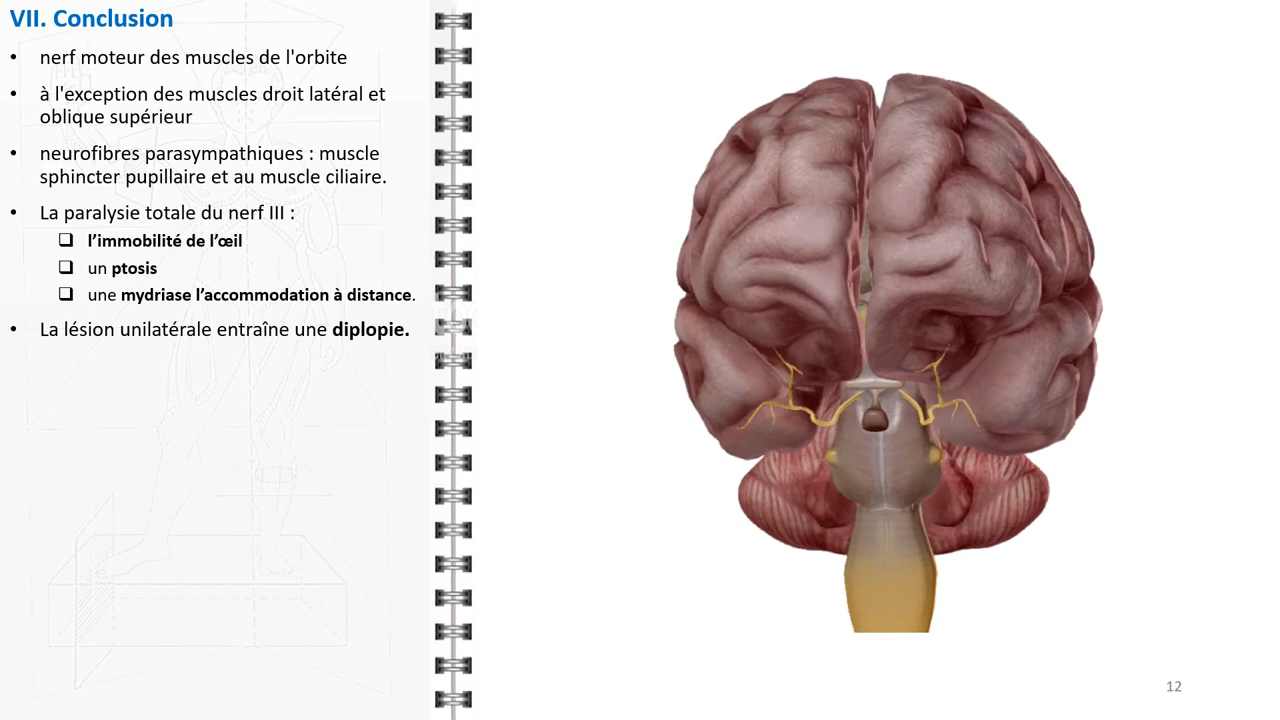 VII. Conclusion
• nerf moteur des muscles de l'orbite
• à l'exception des muscles droit latéral et
oblique supérieur
• neurofibres parasympathiques : muscle
sphincter pupillaire et au muscle ciliaire.
• La paralysie totale du nerf III :
❑ l’immobilité de l’œil
❑ un ptosis
❑ une mydriase l’accommodation à distance.
• La lésion unilatérale entraîne une diplopie.
12